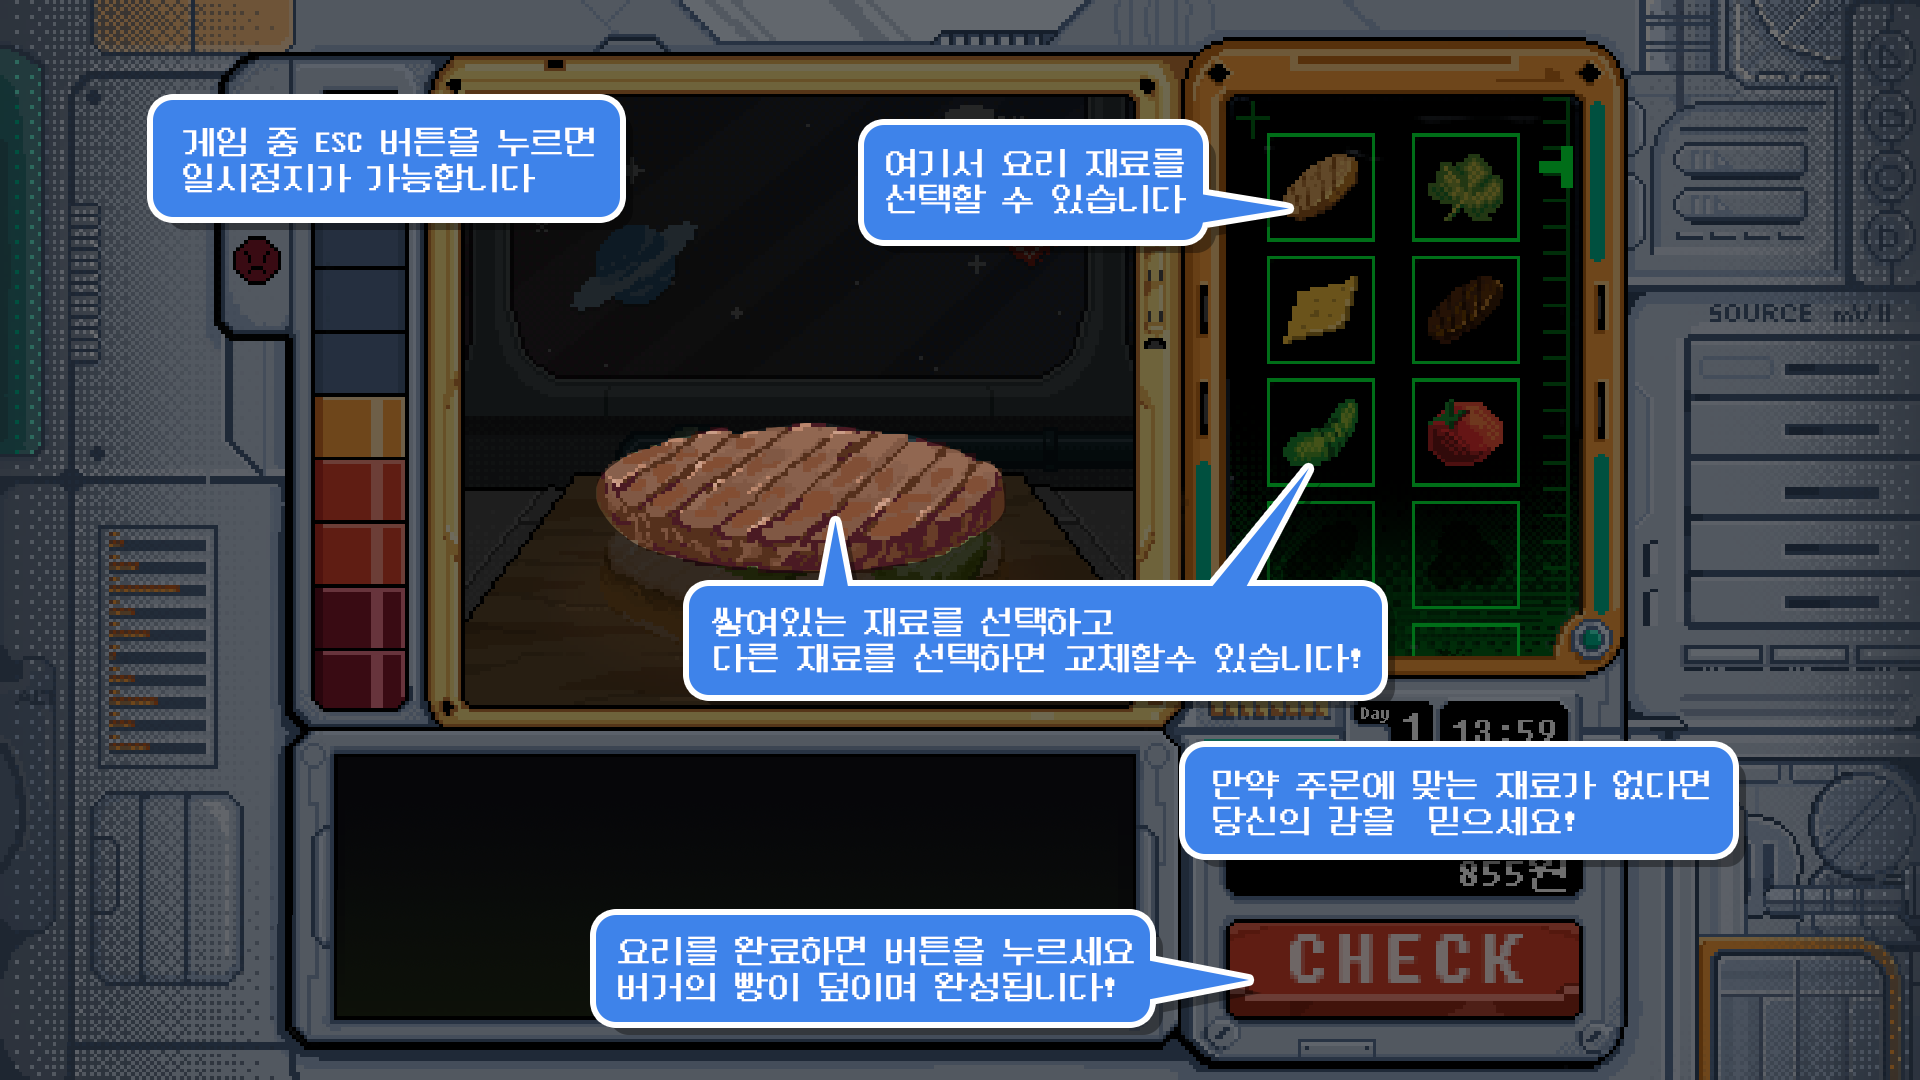 게임 중 ESC 버튼을 누르면
일시정지가 가능합니다
여기서 요리 재료를
선택할 수 있습니다
SOURCE
쌓여있는 재료를 선택하고
다른 재료를 선택하면 교체할수 있습니다!
Day 1 13:59
만약 주문에 맞는 재료가 없다면
당신의 감을 믿으세요!
855원
요리를 완료하면 버튼을 누르세요
버거의 빵이 덮이며 완성됩니다!
CHECK